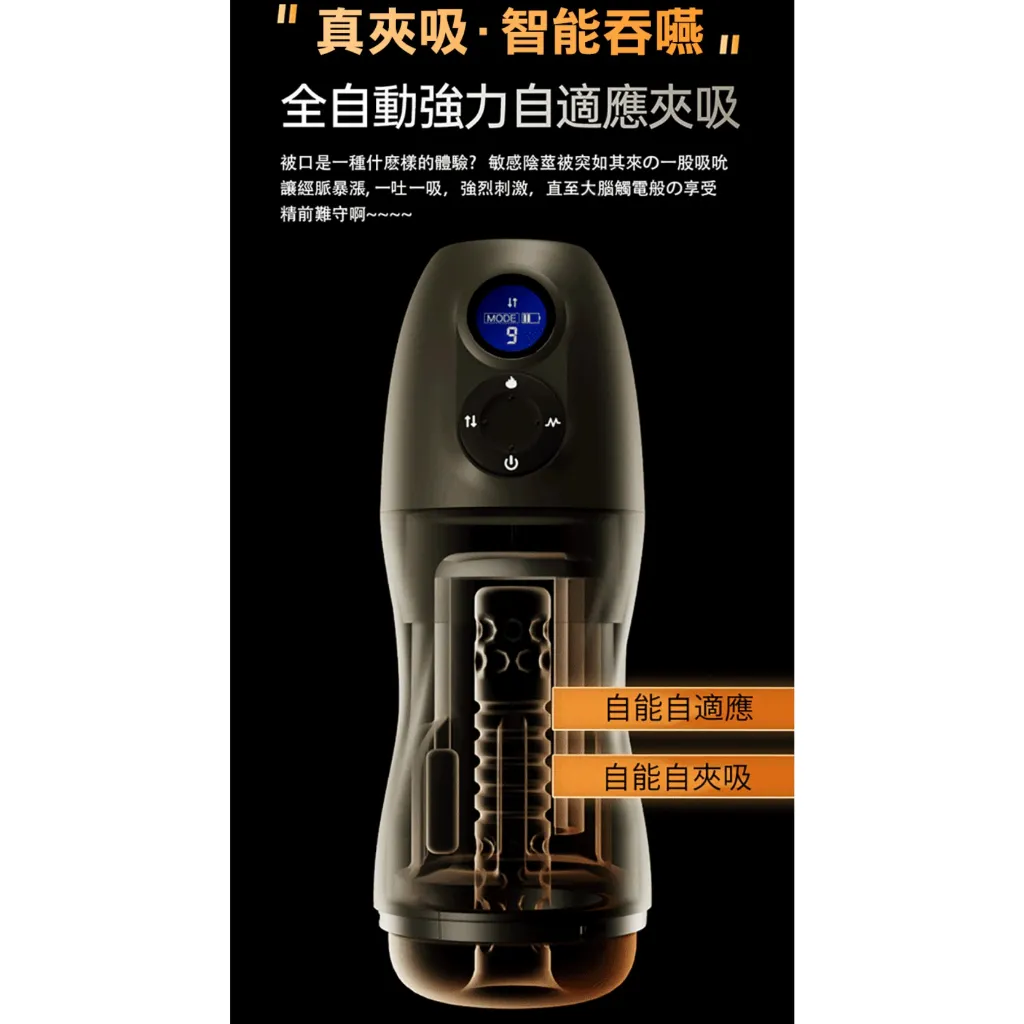 "真夾吸·智能吞嚥"
全自動強力自適應夾吸
被口是一種什麽樣的體驗？敏感陰莖被突如其來の一股吸吮
讓經脈暴漲,一吐一吸，強烈刺激，直至大腦觸電般の享受
精前難守啊~~~~
MODE
9
自能自適應
自能自夾吸